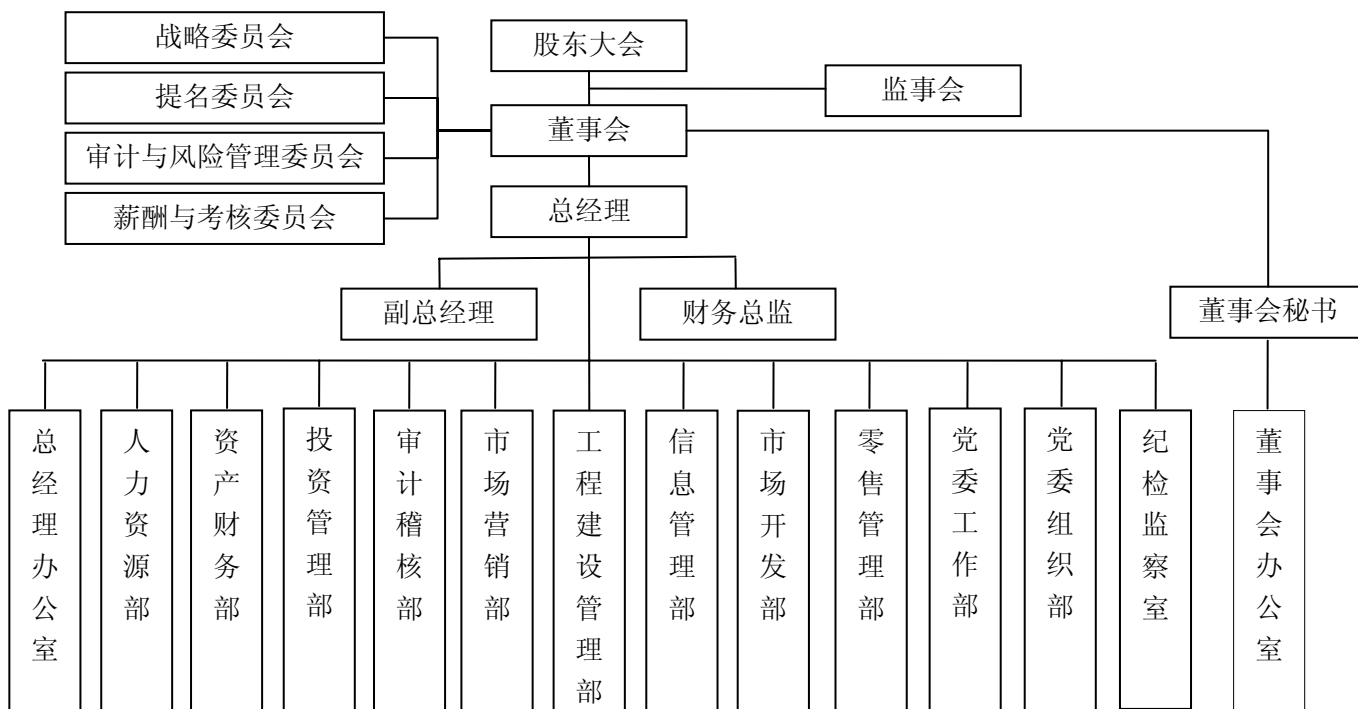 战略委员会
股东大会
提名委员会
监事会
董事会
审计与风险管理委员会
薪酬与考核委员会
总经理
副总经理
财务总监
董事会秘书
总经理办公室
人力资源部
资产财务部
投资管理部
审计稽核部
市场营销部
工程建设管理部
信息管理部
市场开发部
零售管理部
党委工作部
党委组织部
纪检监察室
董事会办公室